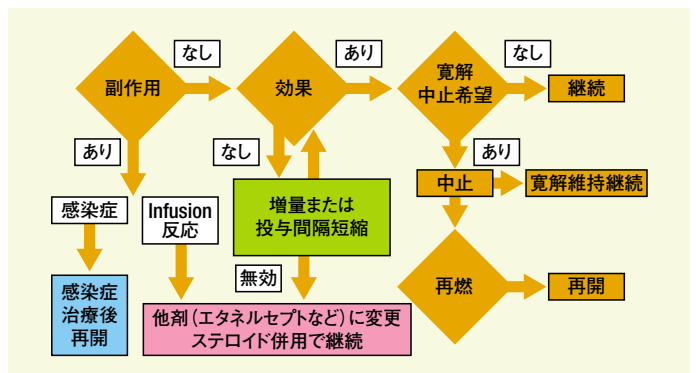 なし
あり
なし
副作用
効果
寛解
中止希望
継続
あり
なし
あり
中止
寛解維持継続
感染症
Infusion
反応
増量または
投与間隔短縮
無効
再燃
再開
感染症
治療後
再開
他剤（エタネルセプトなど）に変更
ステロイド併用で継続